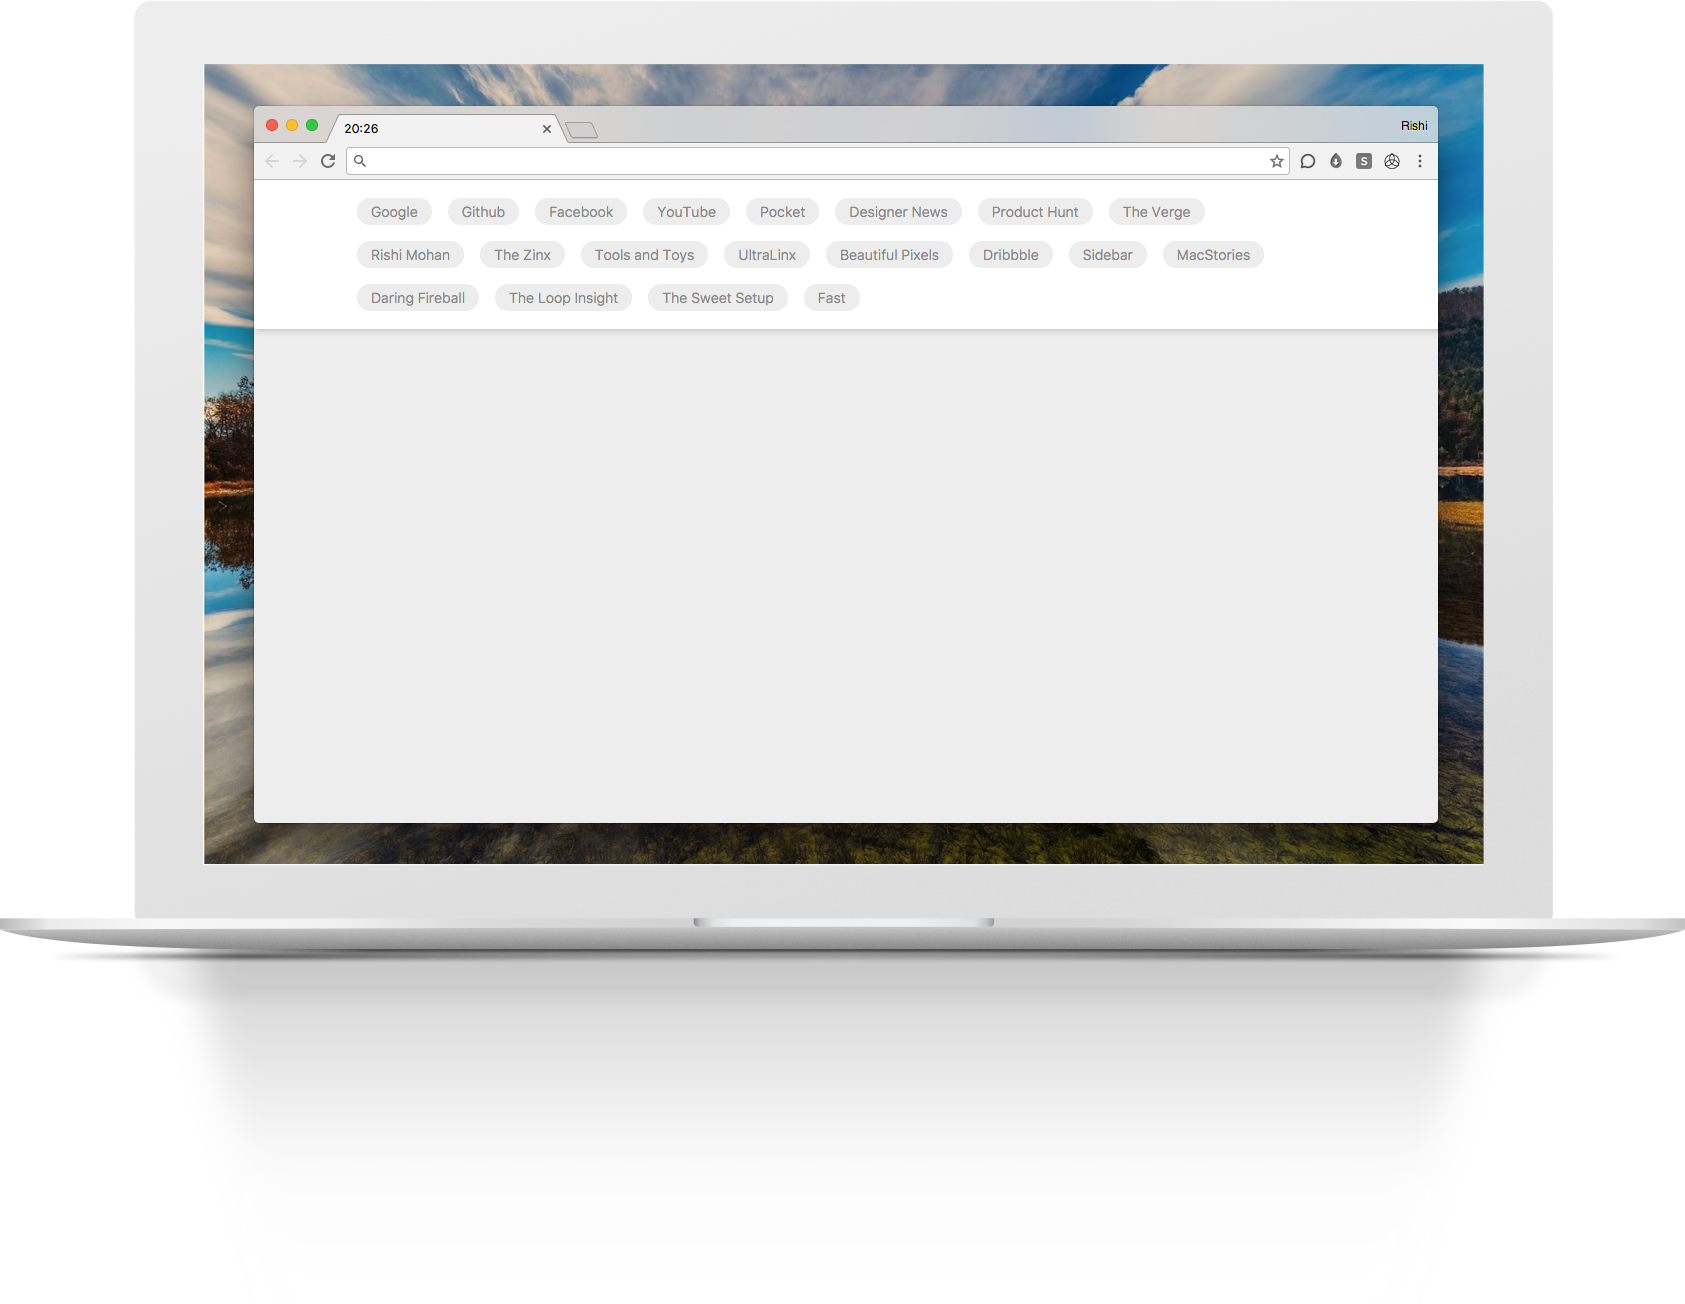 20:26
Rishi
S
Google Github Facebook YouTube Pocket Designer News Product Hunt The Verge
Rishi Mohan The Zinx Tools and Toys UltraLinx Beautiful Pixels Dribbble Sidebar MacStories
Daring Fireball The Loop Insight The Sweet Setup Fast